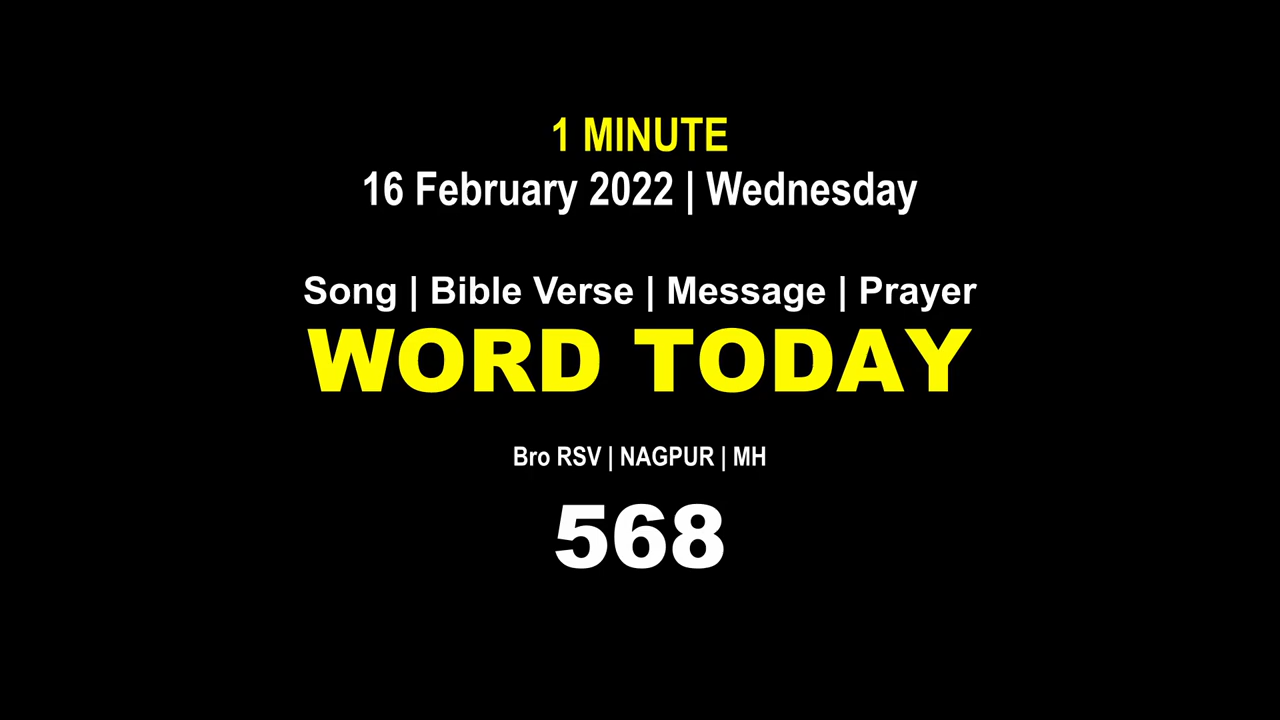 1 MINUTE
16 February 2022 | Wednesday
Song | Bible Verse | Message | Prayer
WORD TODAY
Bro RSV | NAGPUR | MH
568